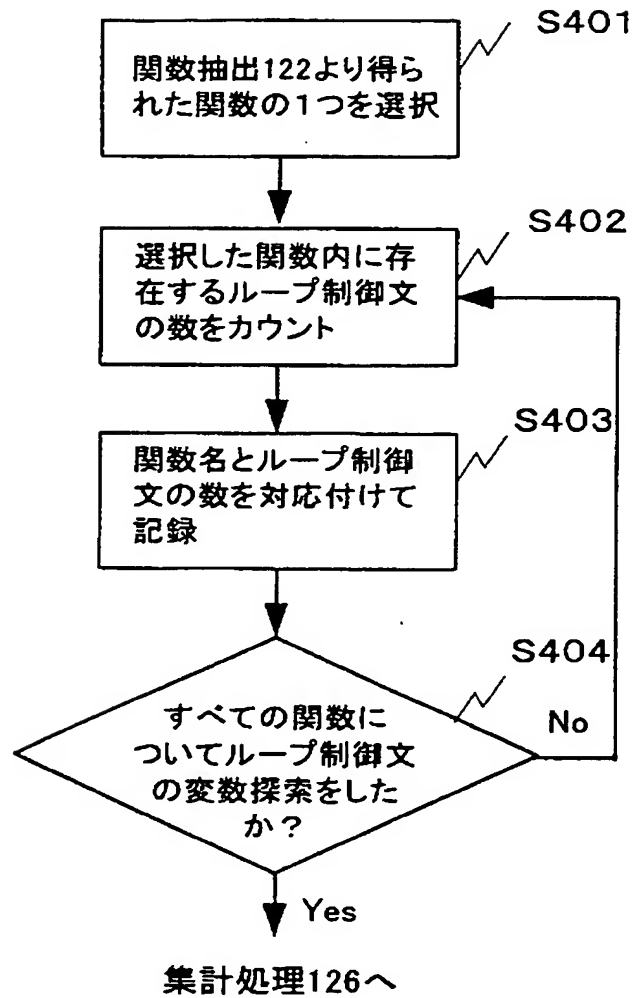 S401
関数抽出122より得ら
れた関数の1つを選択
S402
選択した関数内に存
在するループ制御文
の数をカウント
S403
関数名とループ制御
文の数を対応付けて
記録
S404
すべての関数に
ついてループ制御文
の変数探索をした
か？
No
Yes
集計処理126へ